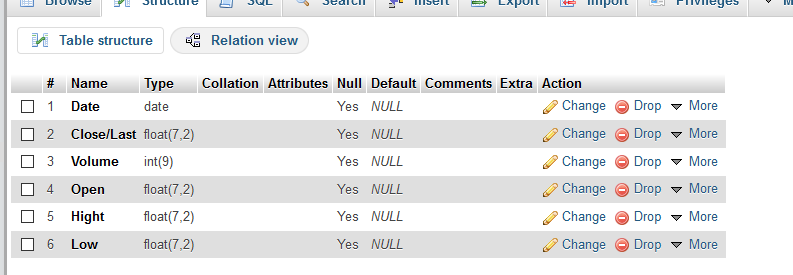 Browse Structure SQL Search Insert Export Import Privileges
Table structure Relation view
# Name Type Collation Attributes Null Default Comments Extra Action
1 Date date Yes NULL Change Drop More
2 Close/Last float(7,2) Yes NULL Change Drop More
3 Volume int(9) Yes NULL Change Drop More
4 Open float(7,2) Yes NULL Change Drop More
5 Hight float(7,2) Yes NULL Change Drop More
6 Low float(7,2) Yes NULL Change Drop More